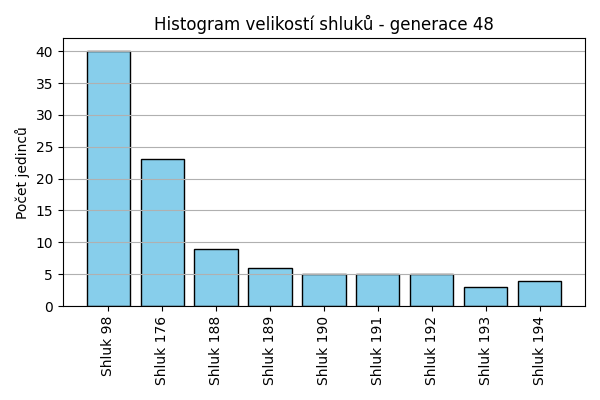 Histogram velikostí shluků - generace 48
Počet jedinců
40
35
30
25
20
15
10
5
0
Shluk 98
Shluk 176
Shluk 188
Shluk 189
Shluk 190
Shluk 191
Shluk 192
Shluk 193
Shluk 194